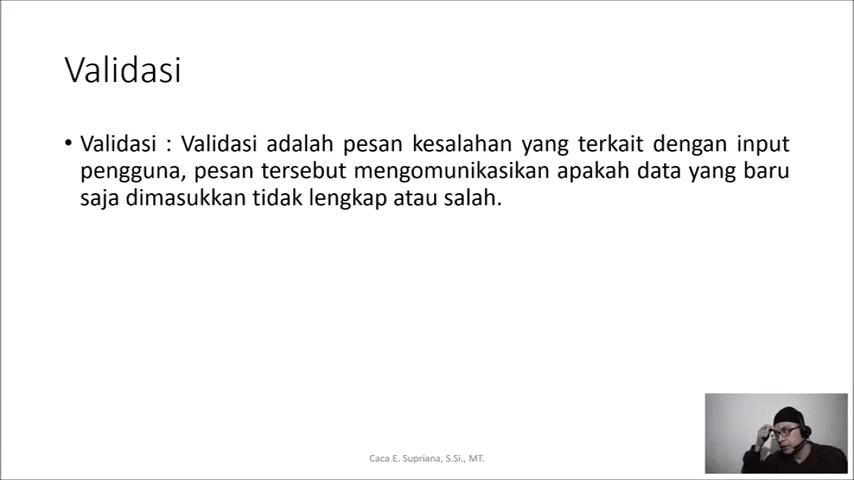 Validasi
• Validasi : Validasi adalah pesan kesalahan yang terkait dengan input
pengguna, pesan tersebut mengomunikasikan apakah data yang baru
saja dimasukkan tidak lengkap atau salah.
Caca E. Supriana, S.Si., MT.